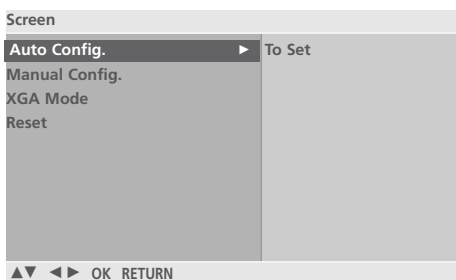 Screen
Auto Config. ► To Set
Manual Config.
XGA Mode
Reset
▲▼ ◄► OK RETURN